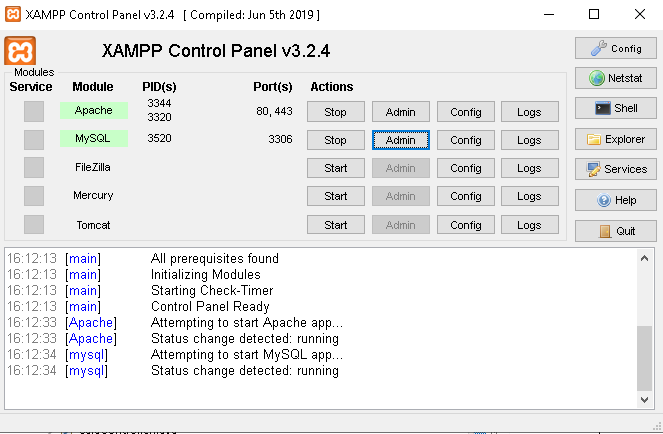 XAMPP Control Panel v3.2.4 [ Compiled: Jun 5th 2019 ]
XAMPP Control Panel v3.2.4
Config
Modules
Service Module PID(s) Port(s) Actions
Netstat
Apache 3344 3320 80, 443 Stop Admin Config Logs
Shell
MySQL 3520 3306 Stop Admin Config Logs
Explorer
FileZilla Start Admin Config Logs
Services
Mercury Start Admin Config Logs
Help
Tomcat Start Admin Config Logs
Quit
16:12:13 [main] All prerequisites found
16:12:13 [main] Initializing Modules
16:12:13 [main] Starting Check-Timer
16:12:13 [main] Control Panel Ready
16:12:33 [Apache] Attempting to start Apache app...
16:12:33 [Apache] Status change detected: running
16:12:34 [mysql] Attempting to start MySQL app...
16:12:34 [mysql] Status change detected: running